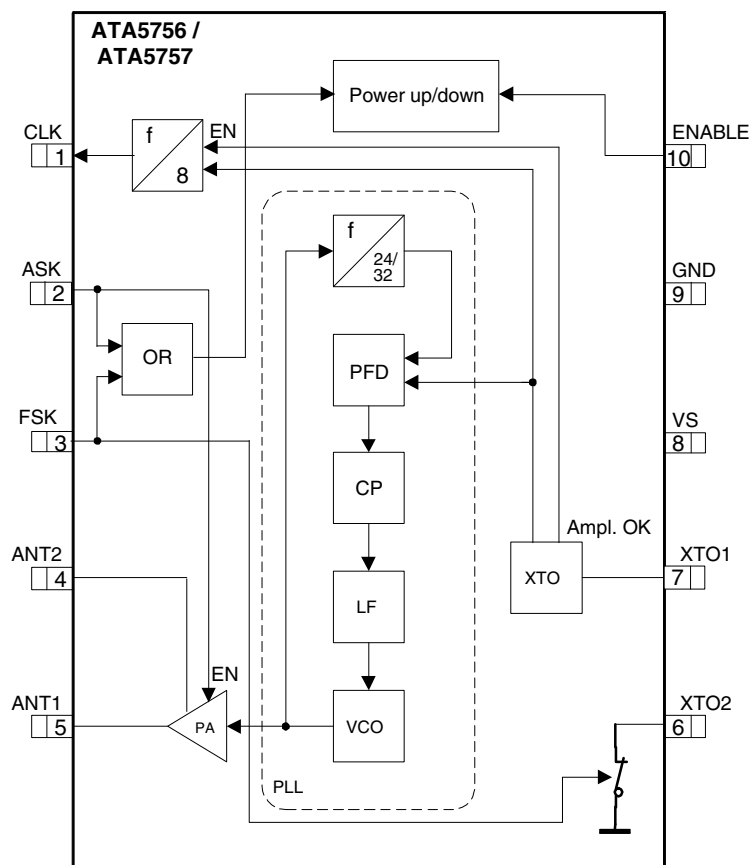 ATA5756 /
ATA5757
Power up/down
CLK
1
f
8
EN
ENABLE
10
f
24/
32
ASK
2
GND
9
OR
PFD
FSK
3
VS
8
CP
Ampl. OK
ANT2
4
XTO
XTO1
7
LF
EN
ANT1
5
PA
VCO
XTO2
6
PLL